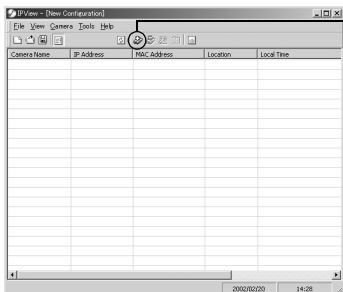 IPView - [New Configuration]
File View Camera Tools Help
Camera Name IP Address MAC Address Location Local Time
2002/02/20 14:28